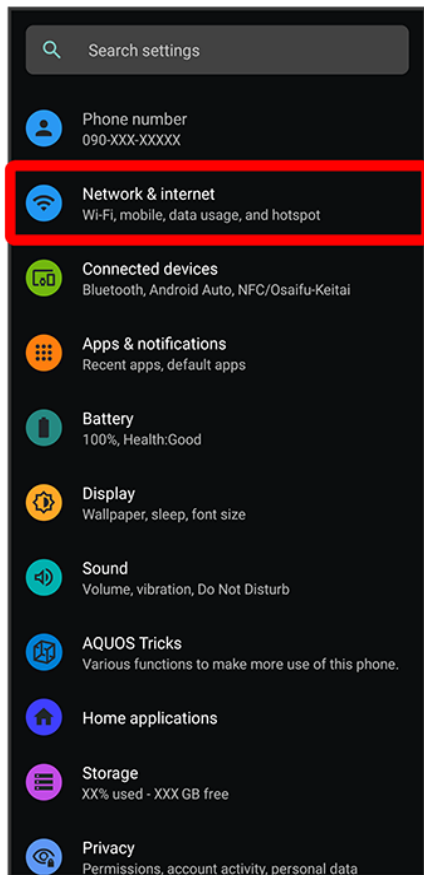 Search settings
Phone number
090-XXX-XXXXX
Network & internet
Wi-Fi, mobile, data usage, and hotspot
Connected devices
Bluetooth, Android Auto, NFC/Osaifu-Keitai
Apps & notifications
Recent apps, default apps
Battery
100%, Health:Good
Display
Wallpaper, sleep, font size
Sound
Volume, vibration, Do Not Disturb
AQUOS Tricks
Various functions to make more use of this phone.
Home applications
Storage
XX% used - XXX GB free
Privacy
Permissions, account activity, personal data